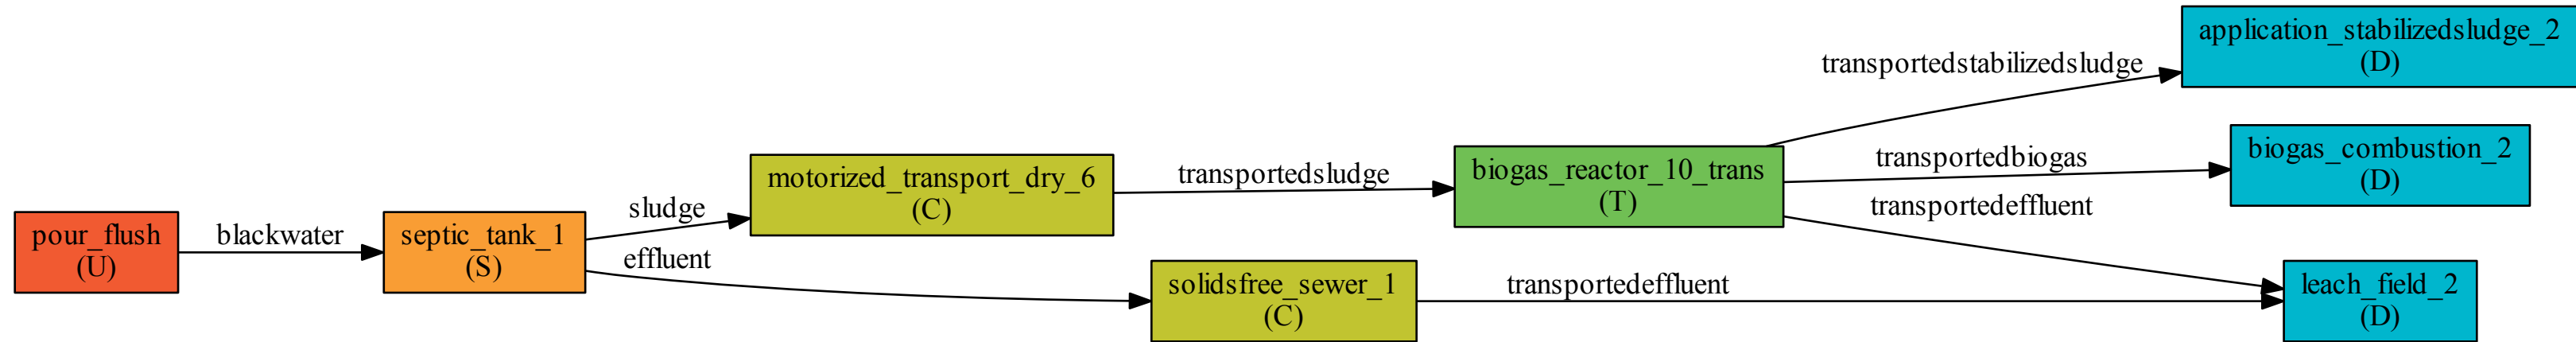 pour_flush
(U)
blackwater
septic_tank_1
(S)
sludge
effluent
motorized_transport_dry_6
(C)
solidsfree_sewer_1
(C)
transportedsludge
transportedeffluent
biogas_reactor_10_trans
(T)
transportedstabilizedsludge
transportedbiogas
transportedeffluent
application_stabilizedsludge_2
(D)
biogas_combustion_2
(D)
leach_field_2
(D)